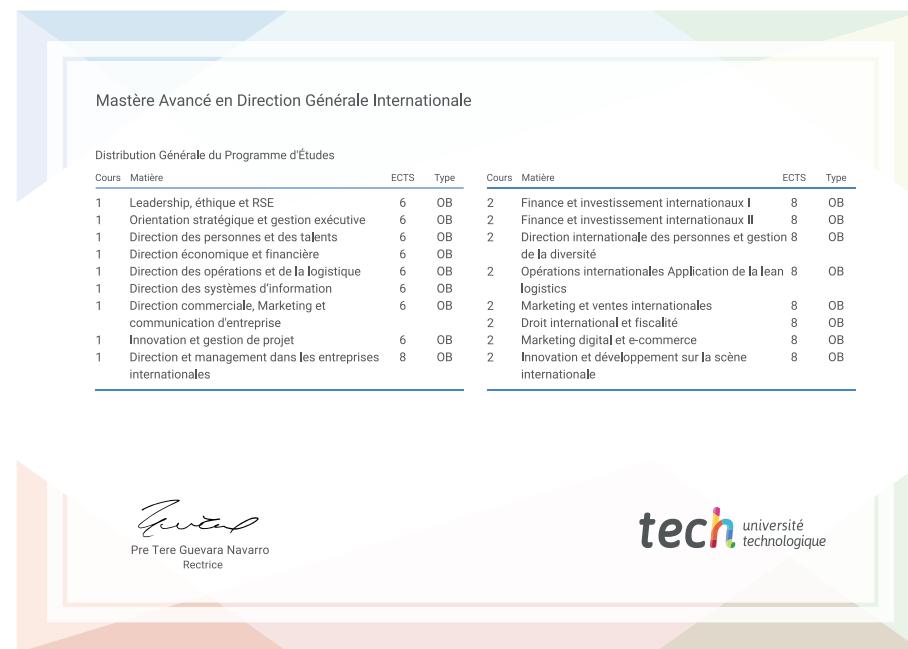 Mastère Avancé en Direction Générale Internationale
Distribution Générale du Programme d'Études
Cours Matière ECTS Type
1 Leadership, éthique et RSE 6 OB
1 Orientation stratégique et gestion exécutive 6 OB
1 Direction des personnes et des talents 6 OB
1 Direction économique et financière 6 OB
1 Direction des opérations et de la logistique 6 OB
1 Direction des systèmes d'information 6 OB
1 Direction commerciale, Marketing et 6 OB
communication d'entreprise
1 Innovation et gestion de projet 6 OB
1 Direction et management dans les entreprises 8 OB
internationales
Cours Matière ECTS Type
2 Finance et investissement internationaux I 8 OB
2 Finance et investissement internationaux II 8 OB
2 Direction internationale des personnes et gestion 8 OB
de la diversité
2 Opérations internationales Application de la lean 8 OB
logistics
2 Marketing et ventes internationales 8 OB
2 Droit international et fiscalité 8 OB
2 Marketing digital et e-commerce 8 OB
2 Innovation et développement sur la scène 8 OB
internationale
Pre Tere Guevara Navarro
Rectrice
tech université
technologique